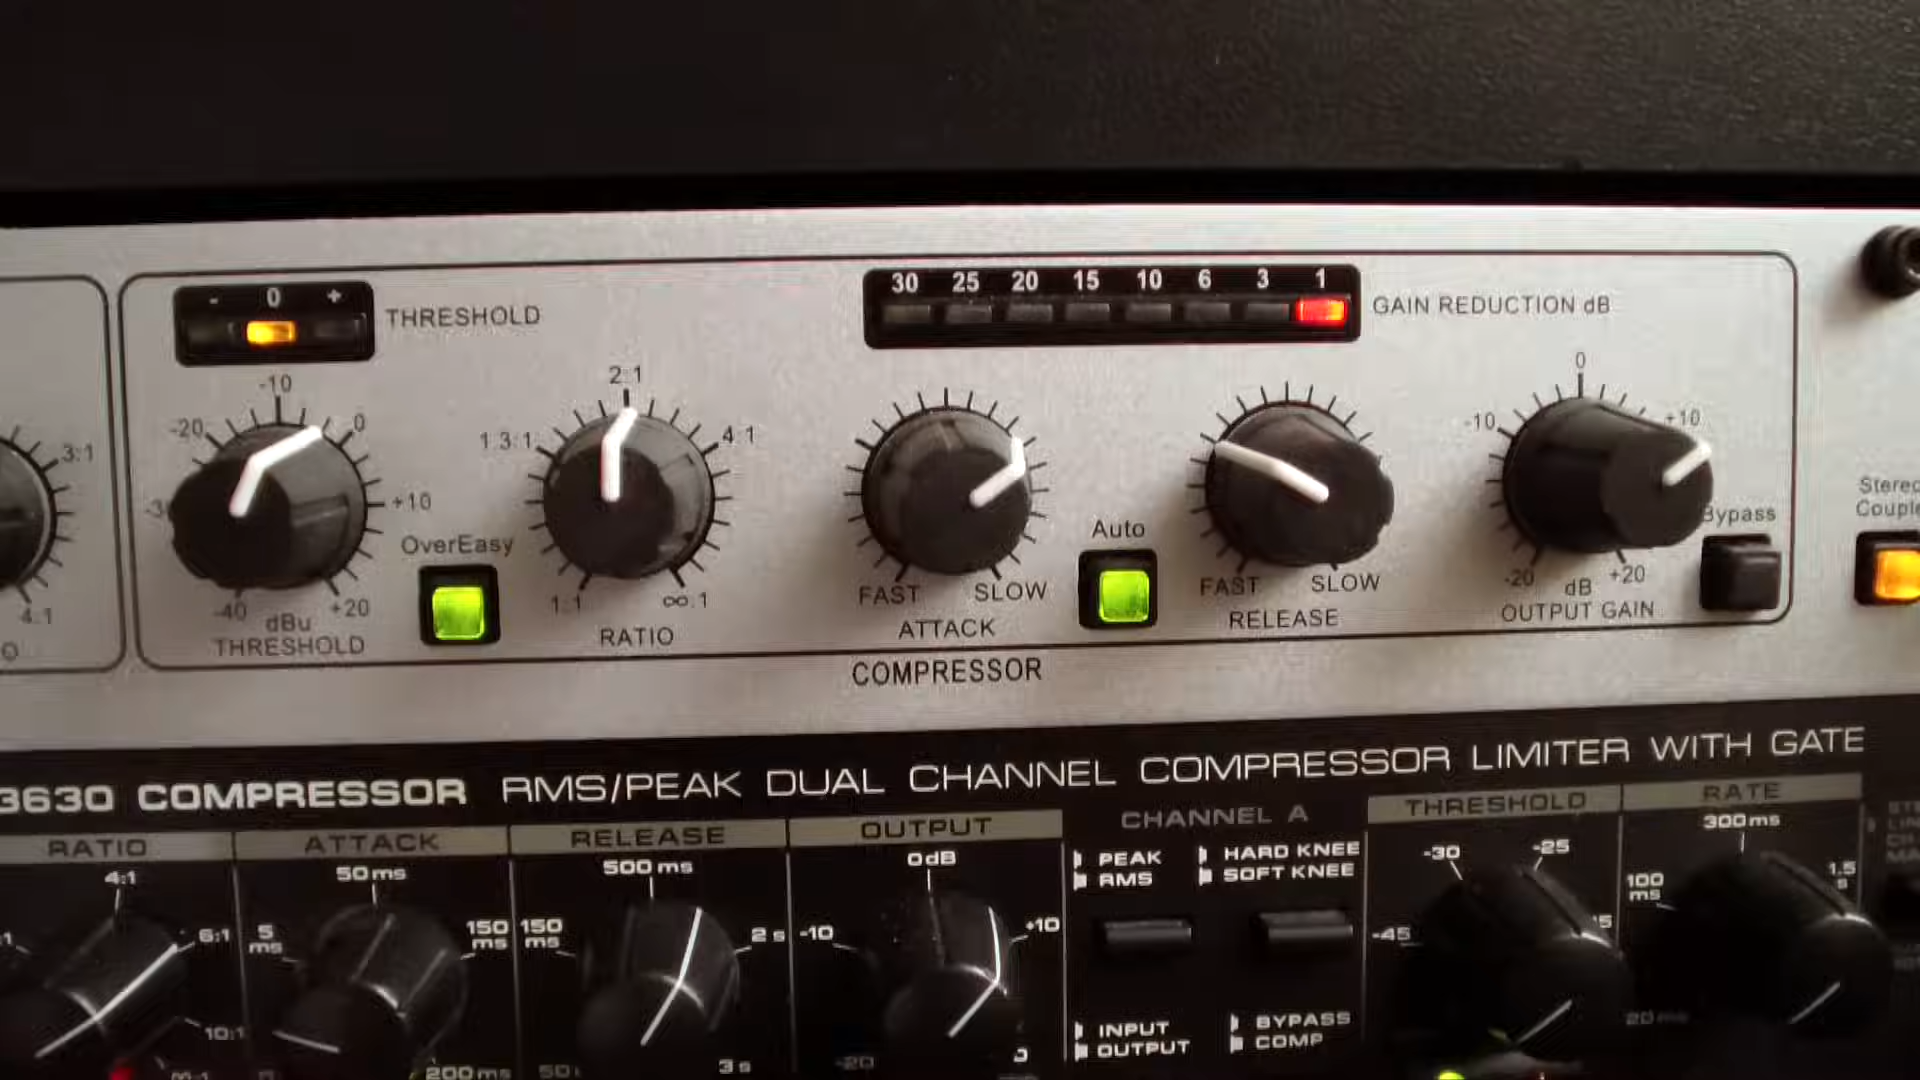 - 0 +
THRESHOLD
30 25 20 15 10 6 3 1
GAIN REDUCTION dB
-10
-20
0
+10
-40
dBu
+20
THRESHOLD
OverEasy
2:1
1.3:1
4:1
1:1
∞:1
RATIO
FAST
SLOW
ATTACK
Auto
FAST
SLOW
RELEASE
0
-10
+10
-20
dB
+20
OUTPUT GAIN
Bypass
Stereo
Couple
3:1
4:1
COMPRESSOR
3630 COMPRESSOR RMS/PEAK DUAL CHANNEL COMPRESSOR LIMITER WITH GATE
RATIO
4:1
6:1
10:1
ATTACK
50 ms
5 ms
150 ms
200 ms
RELEASE
500 ms
150 ms
2 s
3 s
OUTPUT
0dB
-10
+10
-20
CHANNEL A
PEAK
RMS
HARD KNEE
SOFT KNEE
INPUT
OUTPUT
BYPASS
COMP
THRESHOLD
-30
-25
-45
RATE
300 ms
100 ms
1.5 s
20 ms